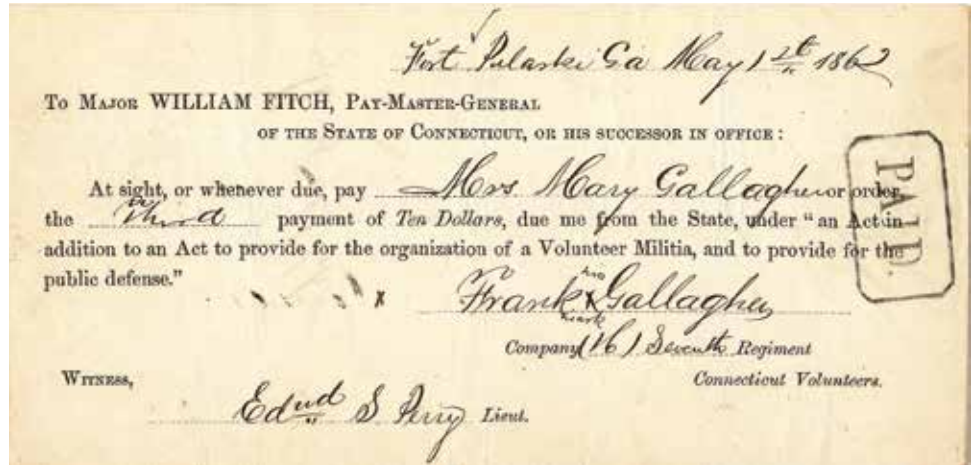 Fort Pulaski Ga May 12th 1862
To Major WILLIAM FITCH, Pay-Master-General
of the State of Connecticut, or his successor in office :
At sight, or whenever due, pay Mrs. Mary Gallagher or order,
the Third payment of Ten Dollars, due me from the State, under "an Act in
addition to an Act to provide for the organization of a Volunteer Militia, and to provide for the
public defense."
PAID.
his
x Frank x Gallagher
mark
Company (H) Seventh Regiment
Witness, Connecticut Volunteers.
Edwd S Perry Lieut.